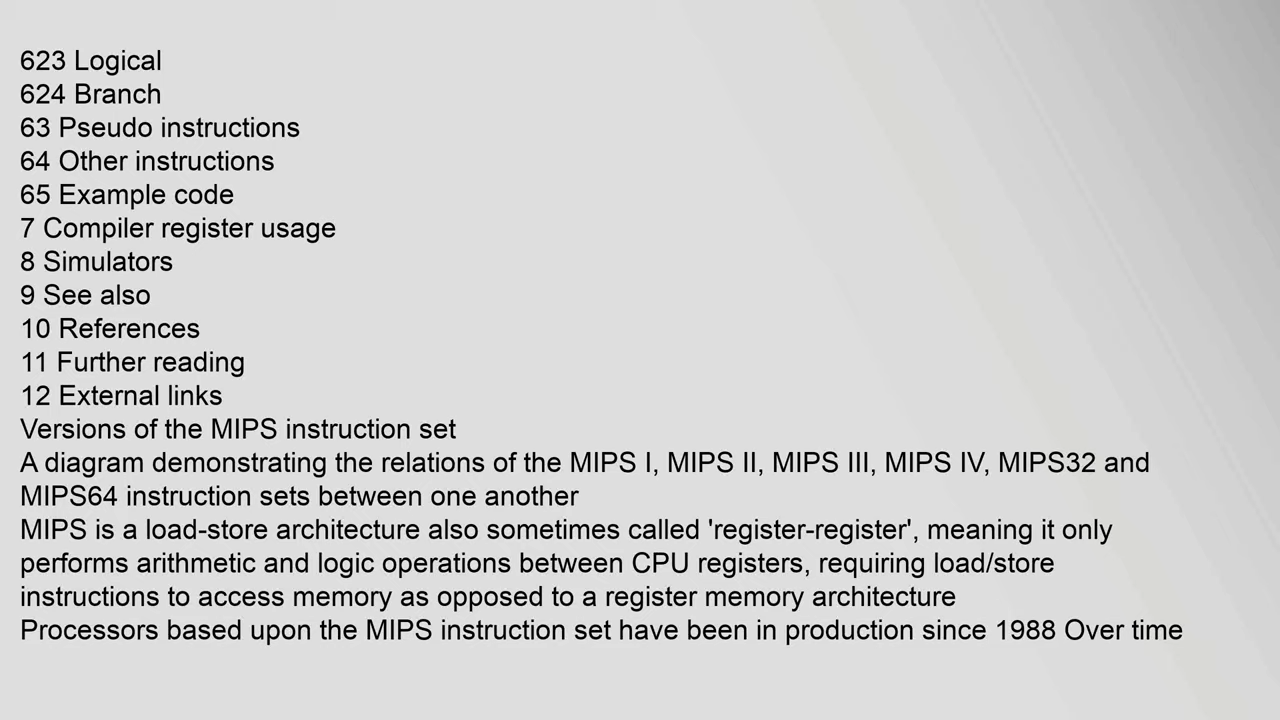 623 Logical
624 Branch
63 Pseudo instructions
64 Other instructions
65 Example code
7 Compiler register usage
8 Simulators
9 See also
10 References
11 Further reading
12 External links
Versions of the MIPS instruction set
A diagram demonstrating the relations of the MIPS I, MIPS II, MIPS III, MIPS IV, MIPS32 and
MIPS64 instruction sets between one another
MIPS is a load-store architecture also sometimes called 'register-register', meaning it only
performs arithmetic and logic operations between CPU registers, requiring load/store
instructions to access memory as opposed to a register memory architecture
Processors based upon the MIPS instruction set have been in production since 1988 Over time